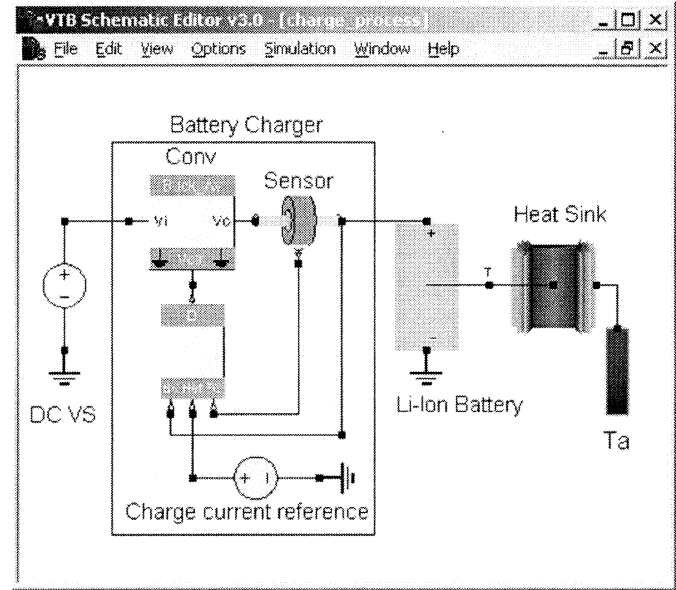 *VTB Schematic Editor v3.0 - [charge_process]
File Edit View Options Simulation Window Help
Battery Charger
Conv
Sensor
Vi Vo
Heat Sink
+
T
+
−
D
-
DC VS
Li-Ion Battery
Ta
+
Charge current reference